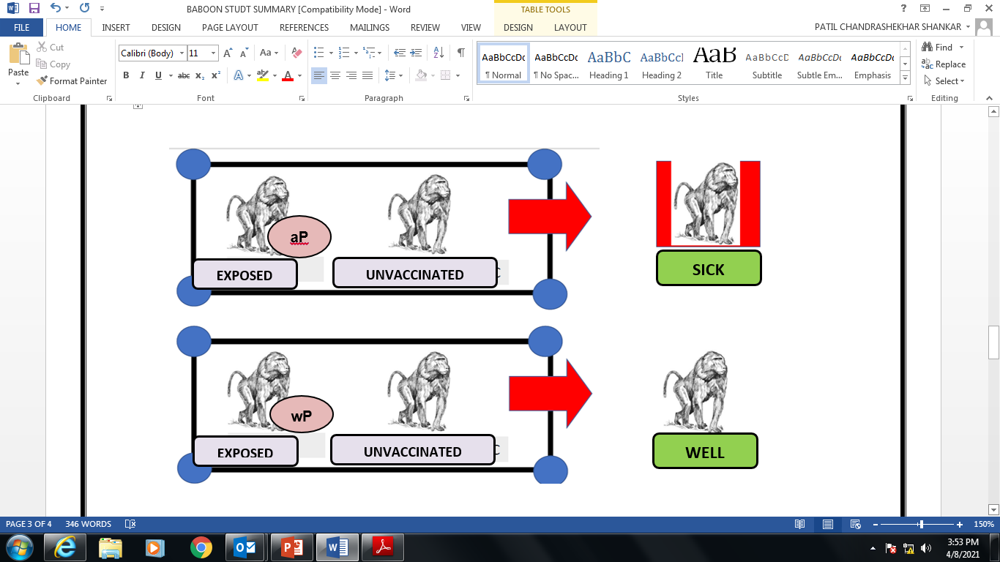 BABOON STUDT SUMMARY [Compatibility Mode] - Word
TABLE TOOLS
FILE HOME INSERT DESIGN PAGE LAYOUT REFERENCES MAILINGS REVIEW VIEW DESIGN LAYOUT
PATIL CHANDRASHEKHAR SHANKAR
Paste
Cut
Copy
Format Painter
Clipboard
Calibri (Body) 11
Font
Paragraph
AaBbCcDc AaBbCcDc AaBbC AaBbCcI AaB AaBbCcD AaBbCcDc AaBbCcDc
¶ Normal ¶ No Spac... Heading 1 Heading 2 Title Subtitle Subtle Em... Emphasis
Styles
Find
Replace
Select
Editing
aP
EXPOSED
UNVACCINATED
C
SICK
wP
EXPOSED
UNVACCINATED
C
WELL
PAGE 3 OF 4 346 WORDS
150%
3:53 PM
4/8/2021